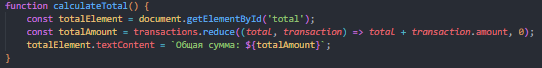 function calculateTotal() {
    const totalElement = document.getElementById('total');
    const totalAmount = transactions.reduce((total, transaction) => total + transaction.amount, 0);
    totalElement.textContent = `Общая сумма: ${totalAmount}`;
}